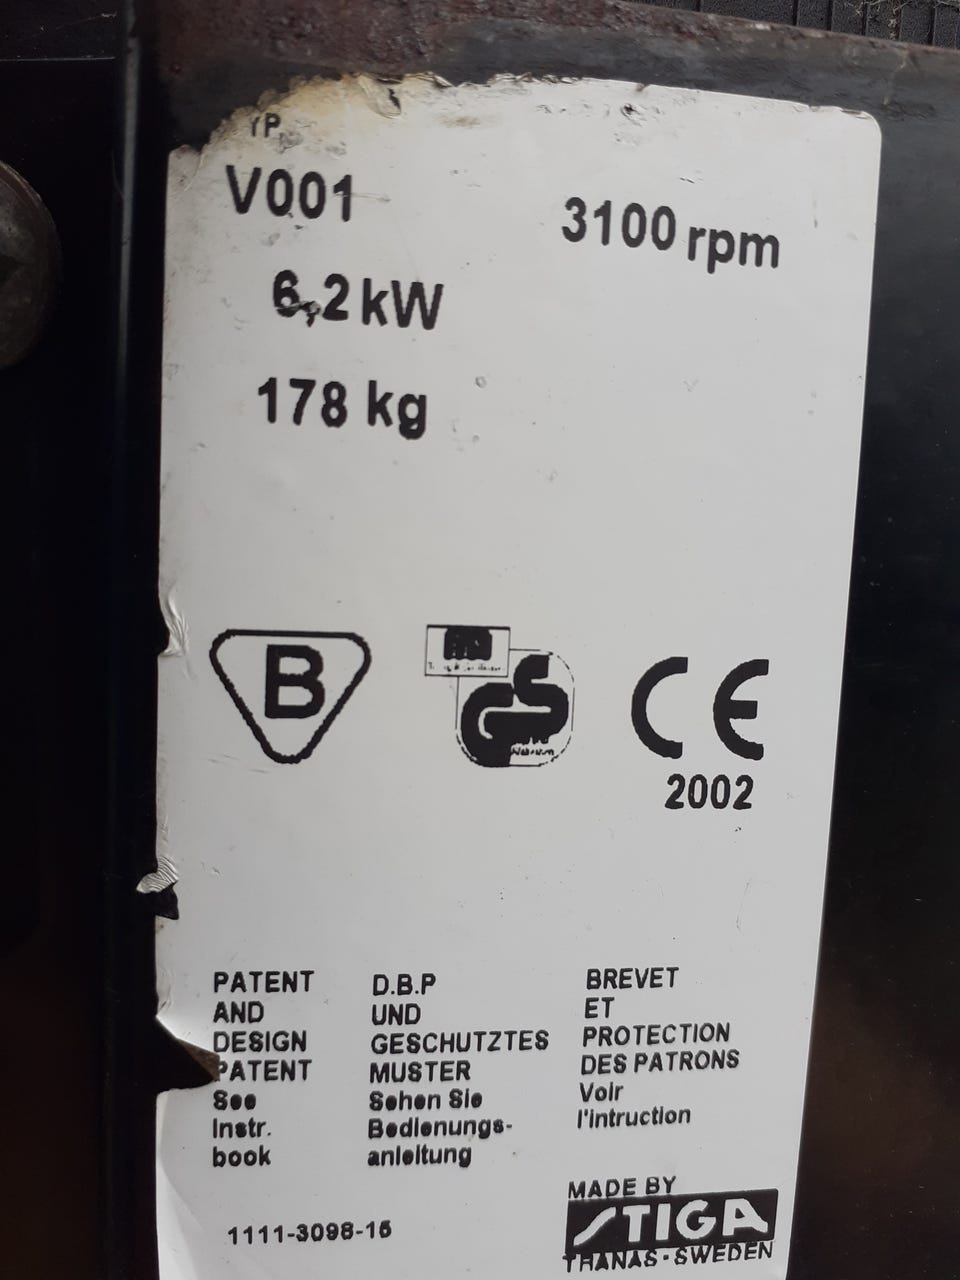 YP
V001
3100 rpm
6,2 kW
178 kg
B
GS
CE
2002
PATENT
AND
DESIGN
PATENT
See
Instr.
book
D.B.P
UND
GESCHUTZTES
MUSTER
Sehen Sie
Bedienungs-
anleitung
BREVET
ET
PROTECTION
DES PATRONS
Voir
l'intruction
1111-3098-15
MADE BY
STIGA
TRANAS - SWEDEN